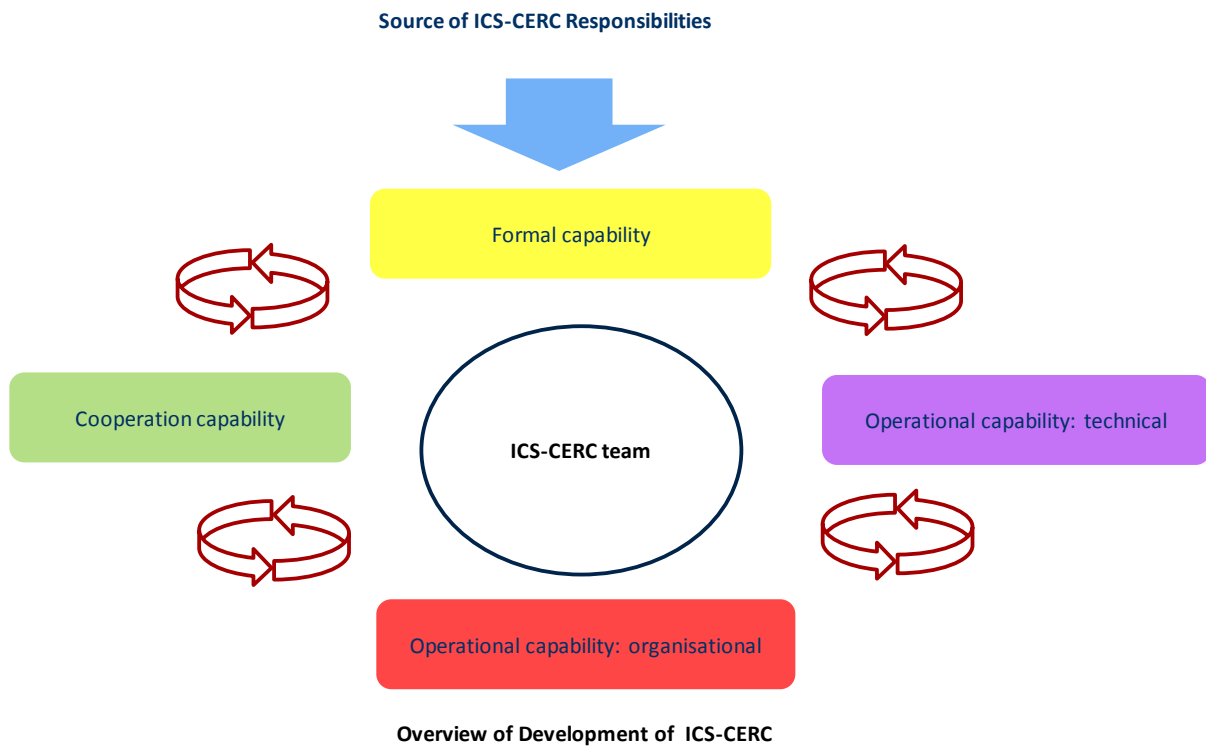 Source of ICS-CERC Responsibilities
Formal capability
Cooperation capability
Operational capability: technical
ICS-CERC team
Operational capability: organisational
Overview of Development of ICS-CERC